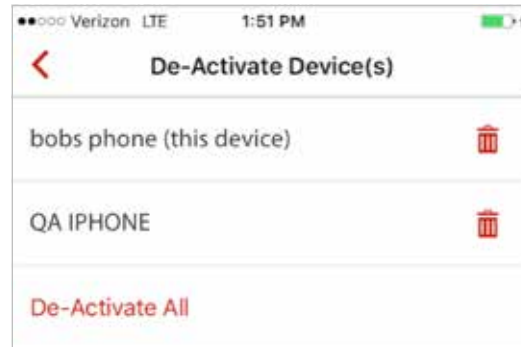 Verizon LTE 1:51 PM
De-Activate Device(s)
bobs phone (this device)
QA IPHONE
De-Activate All